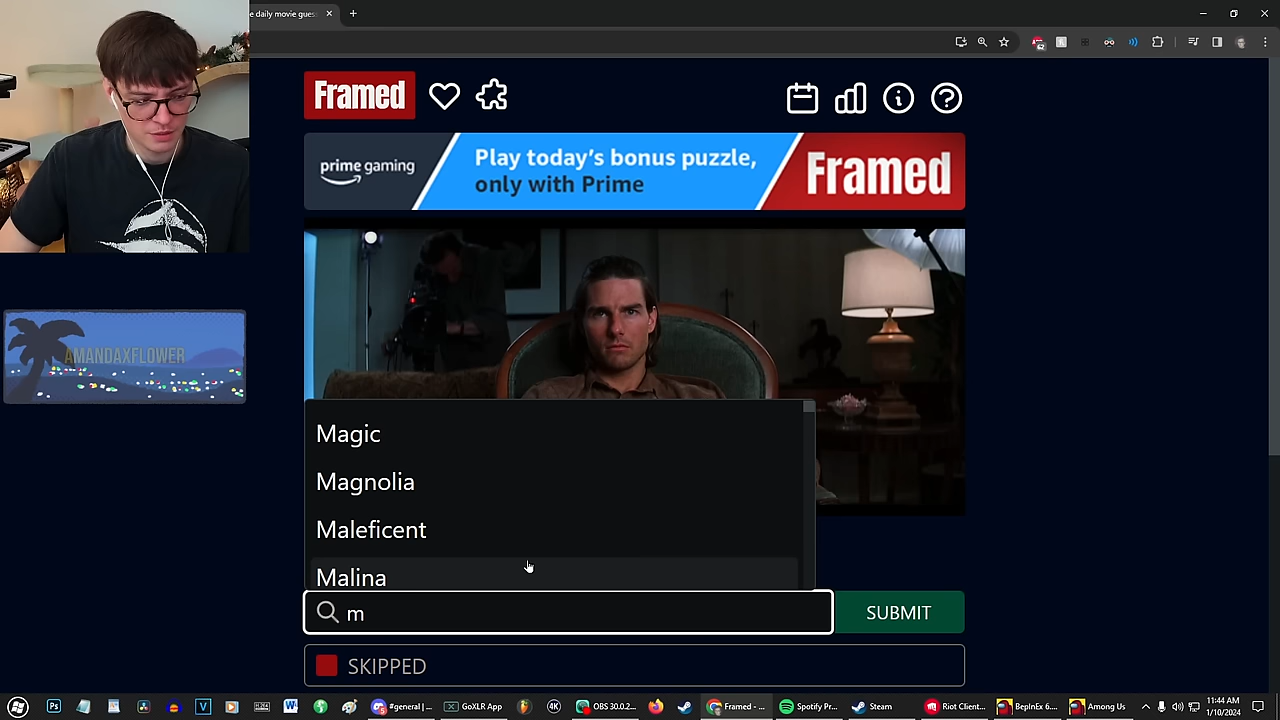 e daily movie gues
Framed
prime gaming
Play today's bonus puzzle,
only with Prime
Framed
AMANDAXFLOWER
Magic
Magnolia
Maleficent
Malina
m
SUBMIT
SKIPPED
#general | ...
GoXLR App
OBS 30.0.2...
Framed - ...
Spotify Pr...
Steam
Riot Client...
BepInEx 6....
Among Us
11:44 AM
1/10/2024